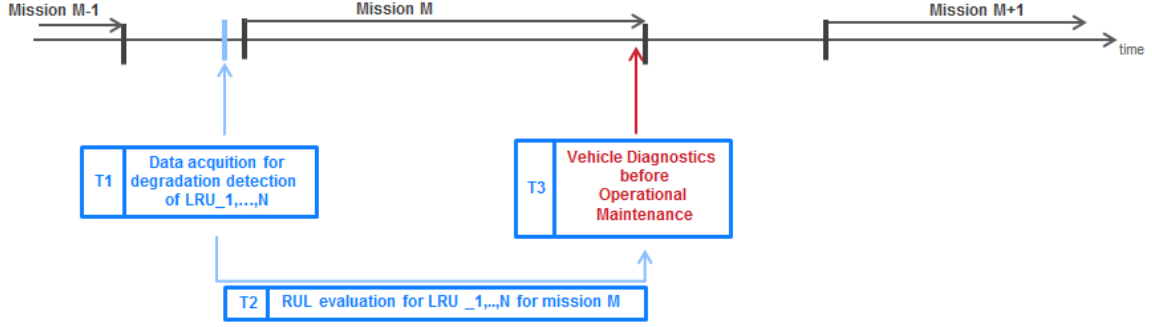 Mission M-1
Mission M
Mission M+1
time
T1
Data acquition for
degradation detection
of LRU_1,...,N
T3
Vehicle Diagnostics
before
Operational
Maintenance
T2
RUL evaluation for LRU _1,..,N for mission M